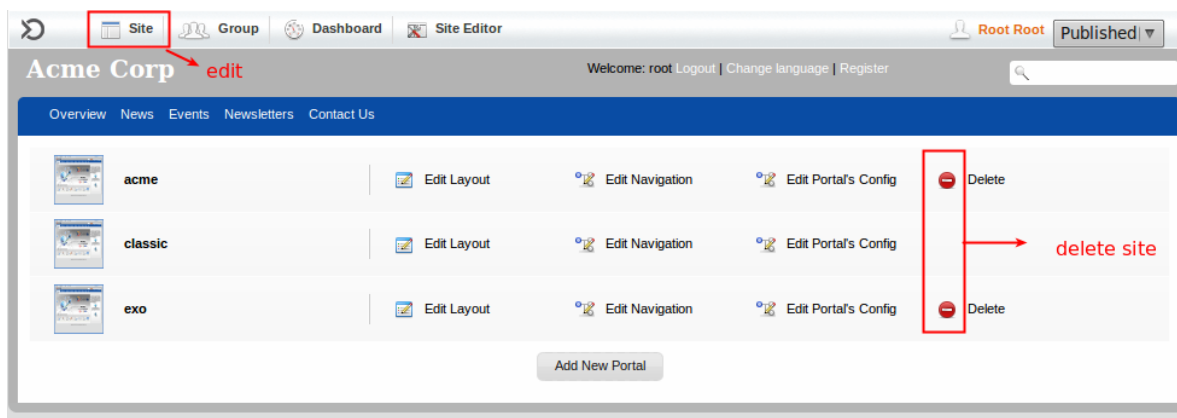 Site Group Dashboard Site Editor Root Root Published
Acme Corp edit Welcome: root Logout | Change language | Register
Overview News Events Newsletters Contact Us
acme Edit Layout Edit Navigation Edit Portal's Config Delete
classic Edit Layout Edit Navigation Edit Portal's Config
delete site
exo Edit Layout Edit Navigation Edit Portal's Config Delete
Add New Portal